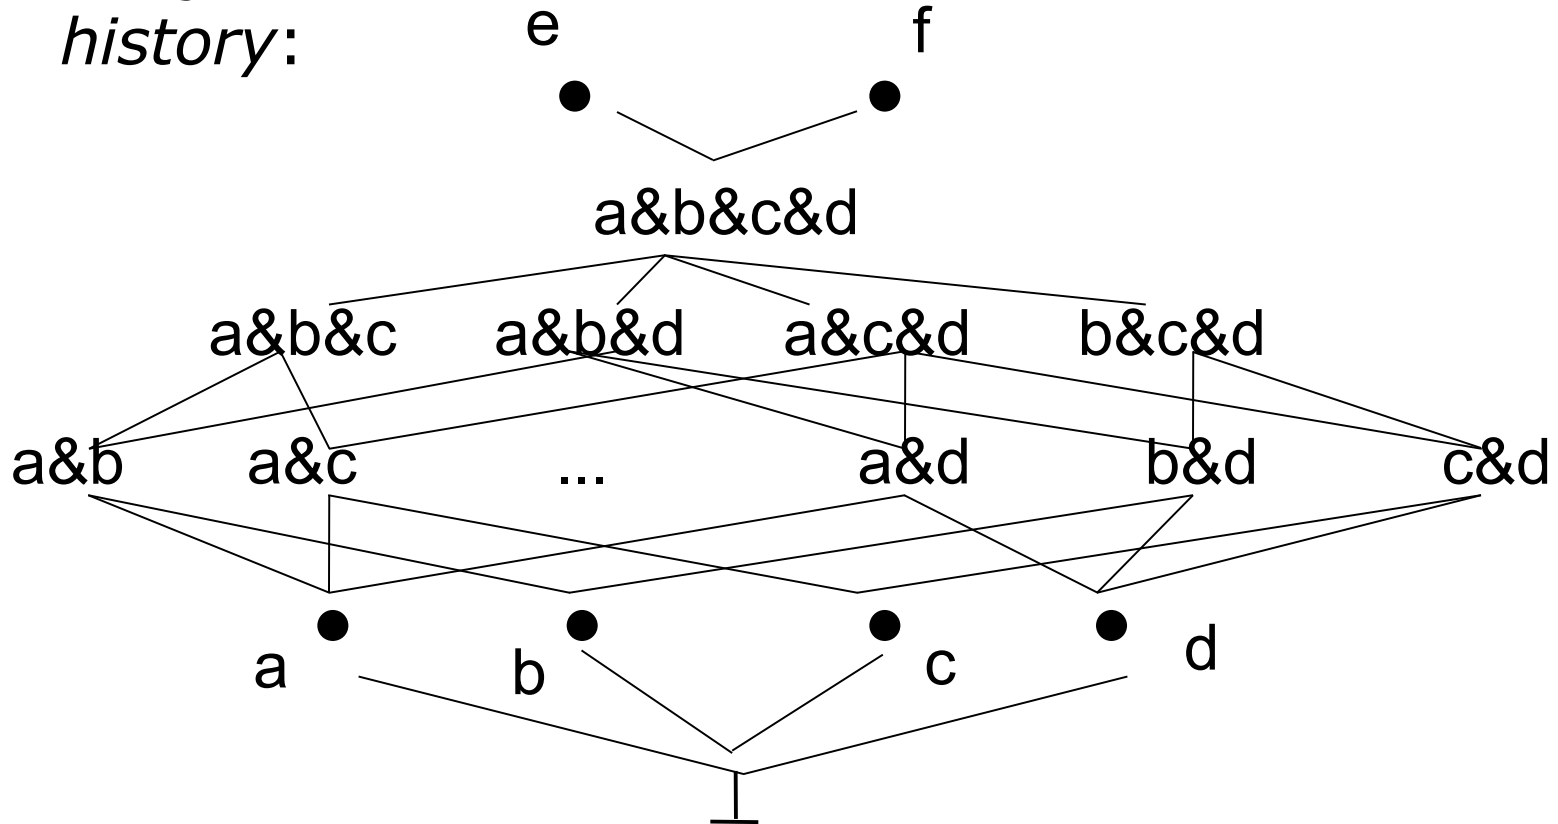 history:
e f
a&b&c&d
a&b&c a&b&d a&c&d b&c&d
a&b a&c ... a&d b&d c&d
a b c d
⊥